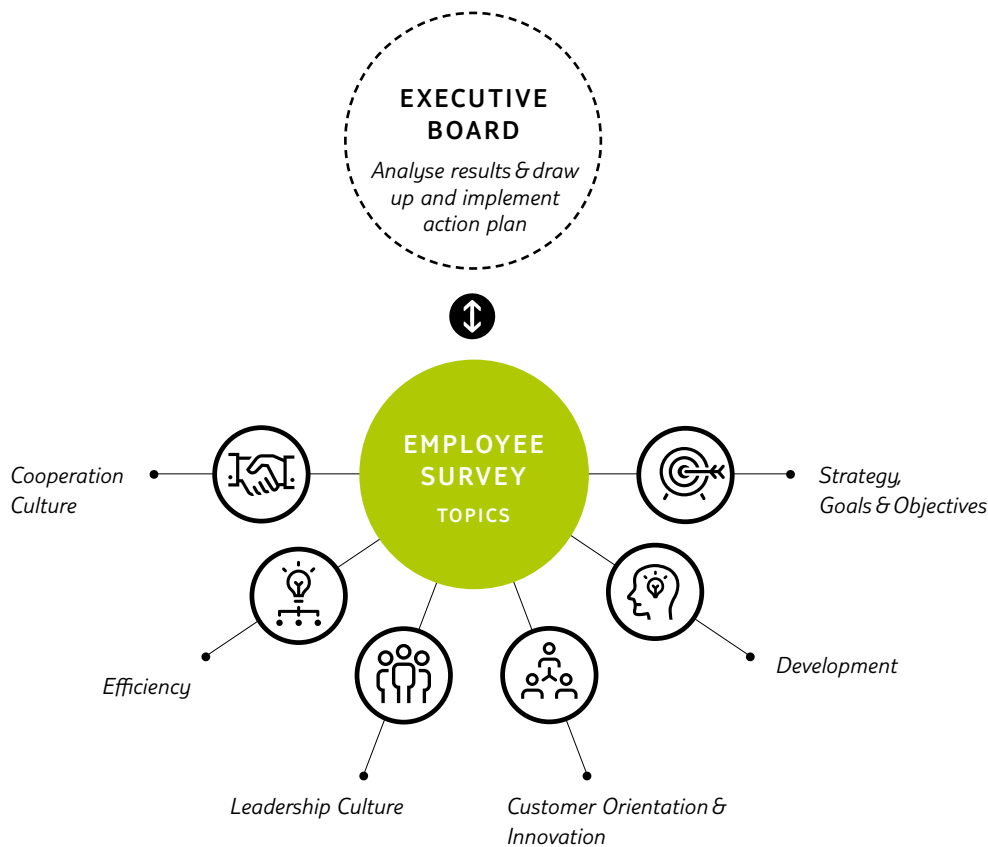 EXECUTIVE
BOARD
Analyse results & draw
up and implement
action plan
EMPLOYEE
SURVEY
TOPICS
Cooperation
Culture
Strategy,
Goals & Objectives
Efficiency
Development
Leadership Culture
Customer Orientation &
Innovation